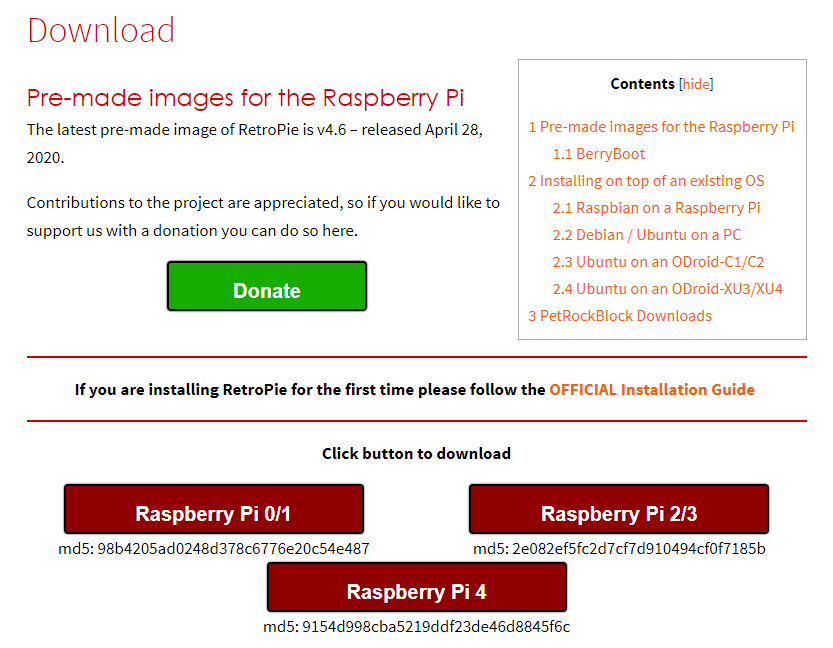 Download
Pre-made images for the Raspberry Pi
The latest pre-made image of RetroPie is v4.6 – released April 28,
2020.
Contributions to the project are appreciated, so if you would like to
support us with a donation you can do so here.
Donate
Contents [hide]
1 Pre-made images for the Raspberry Pi
1.1 BerryBoot
2 Installing on top of an existing OS
2.1 Raspbian on a Raspberry Pi
2.2 Debian / Ubuntu on a PC
2.3 Ubuntu on an ODroid-C1/C2
2.4 Ubuntu on an ODroid-XU3/XU4
3 PetRockBlock Downloads
If you are installing RetroPie for the first time please follow the OFFICIAL Installation Guide
Click button to download
Raspberry Pi 0/1
md5: 98b4205ad0248d378c6776e20c54e487
Raspberry Pi 2/3
md5: 2e082ef5fc2d7cf7d910494cf0f7185b
Raspberry Pi 4
md5: 9154d998cba5219ddf23de46d8845f6c